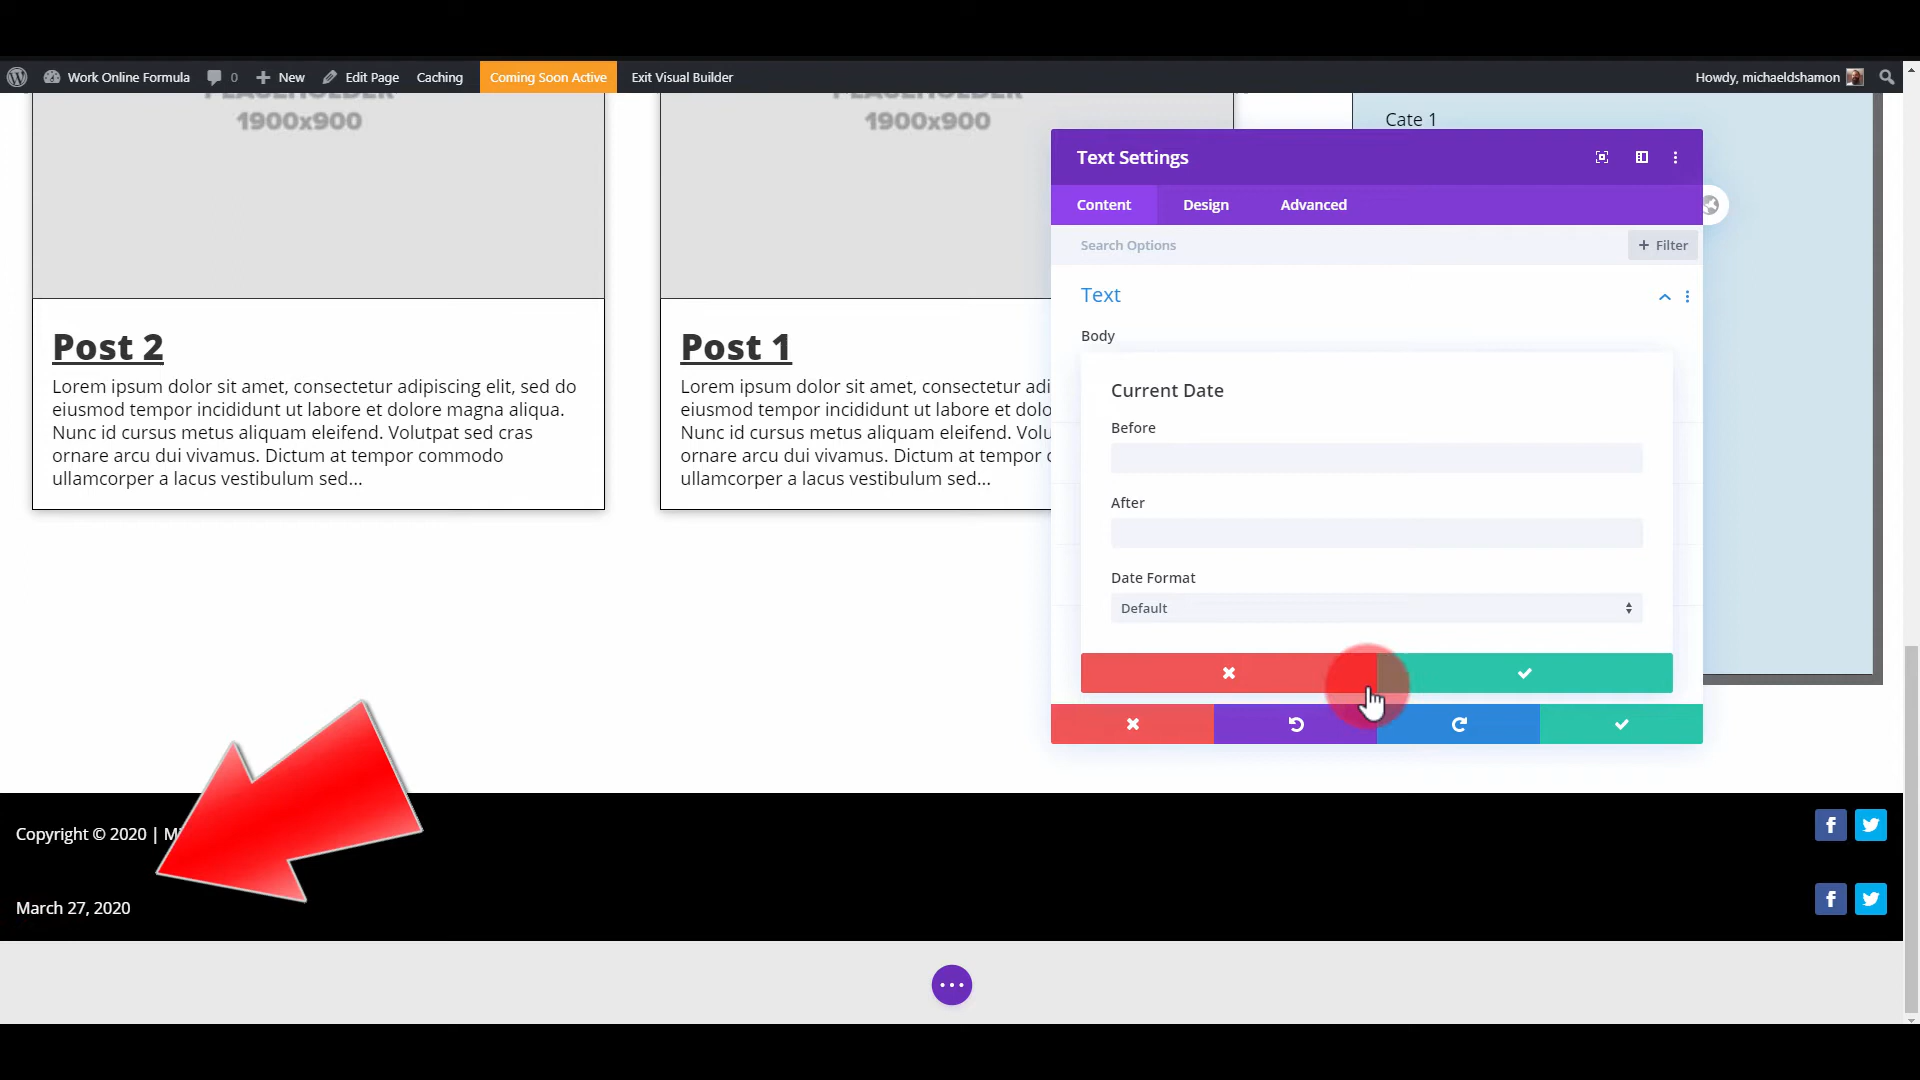 Work Online Formula
0
New
Edit Page
Caching
Coming Soon Active
Exit Visual Builder
Howdy, michaeldshamon
PLACEHOLDER
1900x900
PLACEHOLDER
1900x900
Cate 1
Post 2
Lorem ipsum dolor sit amet, consectetur adipiscing elit, sed do
eiusmod tempor incididunt ut labore et dolore magna aliqua.
Nunc id cursus metus aliquam eleifend. Volutpat sed cras
ornare arcu dui vivamus. Dictum at tempor commodo
ullamcorper a lacus vestibulum sed...
Post 1
Lorem ipsum dolor sit amet, consectetur adi
eiusmod tempor incididunt ut labore et dolo
Nunc id cursus metus aliquam eleifend. Volu
ornare arcu dui vivamus. Dictum at tempor c
ullamcorper a lacus vestibulum sed...
Text Settings
Content
Design
Advanced
Search Options
+ Filter
Text
Body
Current Date
Before
After
Date Format
Default
Copyright © 2020 |
March 27, 2020